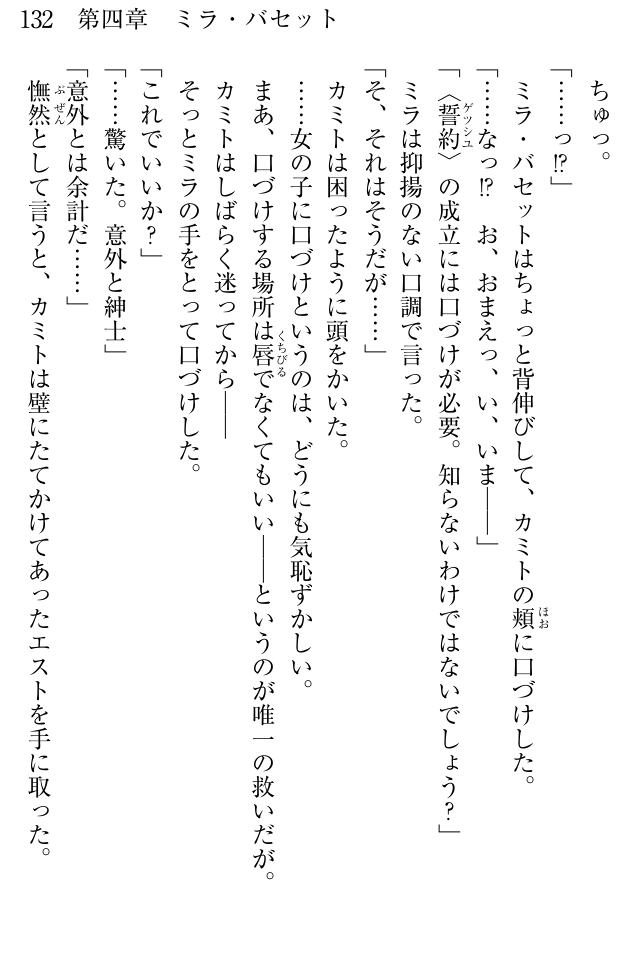 132　第四章　ミラ・バセット
ちゅっ。
「……っ!?」
ミラ・バセットはちょっと背伸びして、カミトの頬に口づけした。
「……なっ!?　お、おまえっ、い、いま――」
「〈誓約〉の成立には口づけが必要。知らないわけではないでしょう？」
ミラは抑揚のない口調で言った。
「そ、それはそうだが……」
カミトは困ったように頭をかいた。
……女の子に口づけというのは、どうにも気恥ずかしい。
まあ、口づけする場所は唇でなくてもいい――というのが唯一の救いだが。
カミトはしばらく迷ってから――
そっとミラの手をとって口づけした。
「これでいいか？」
「……驚いた。意外と紳士」
「意外とは余計だ……」
憮然として言うと、カミトは壁にたてかけてあったエストを手に取った。
ほお
ゲッシュ
くちびる
ぶぜん